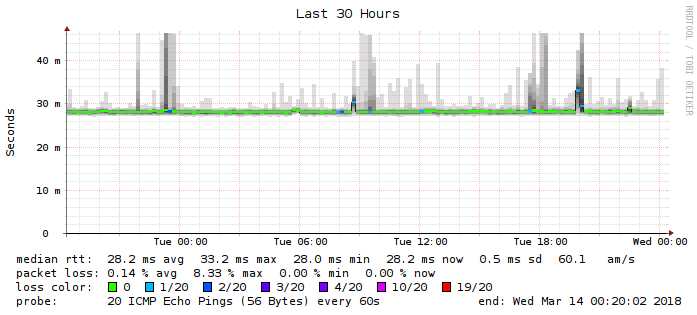 Last 30 Hours
RRDTOOL / TOBI OETIKER
Seconds
40 m
30 m
20 m
10 m
0
Tue 00:00 Tue 06:00 Tue 12:00 Tue 18:00 Wed 00:00
median rtt: 28.2 ms avg 33.2 ms max 28.0 ms min 28.2 ms now 0.5 ms sd 60.1 am/s
packet loss: 0.14 % avg 8.33 % max 0.00 % min 0.00 % now
loss color: 0 1/20 2/20 3/20 4/20 10/20 19/20
probe: 20 ICMP Echo Pings (56 Bytes) every 60s end: Wed Mar 14 00:20:02 2018